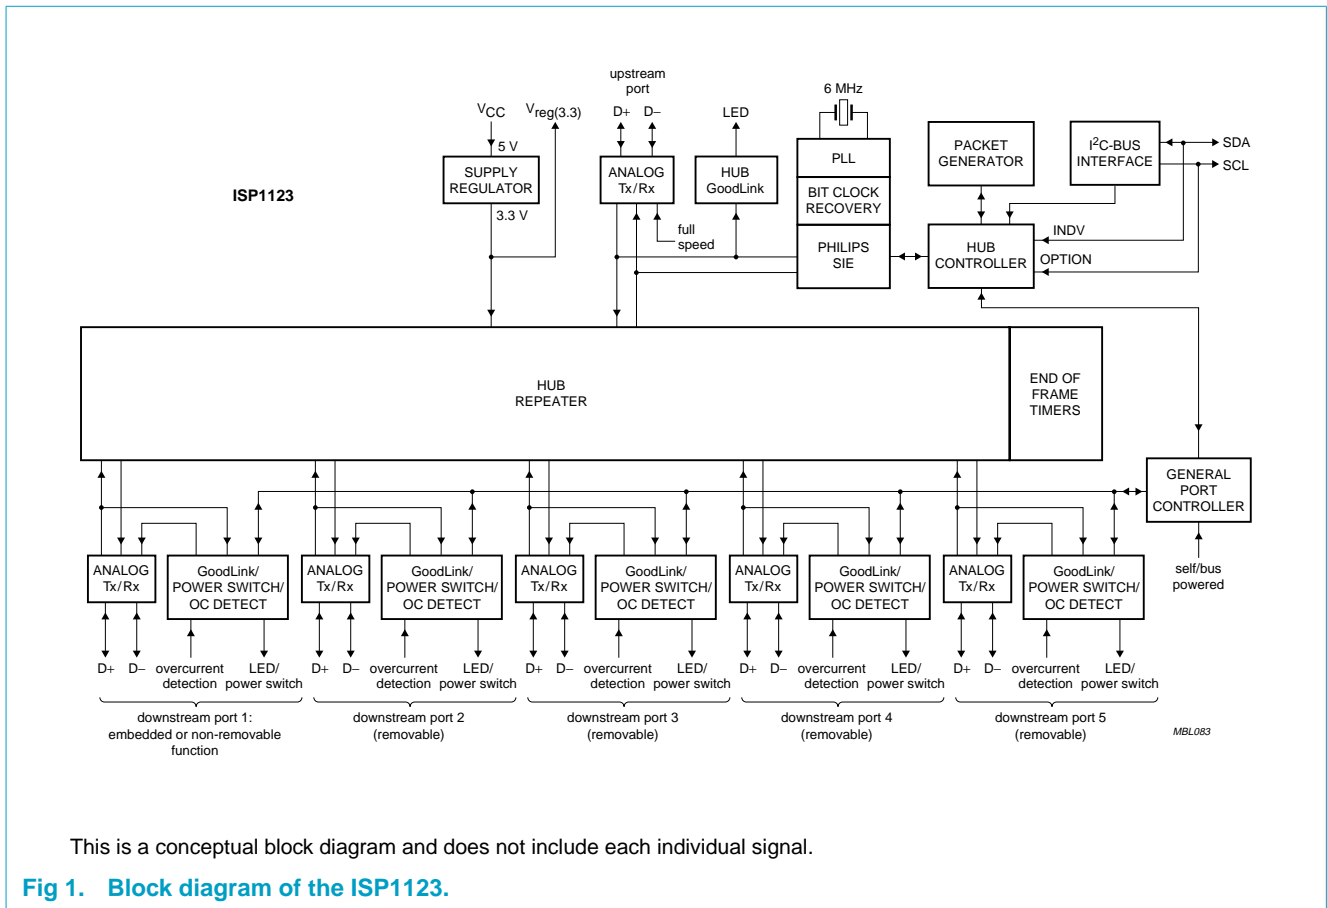 upstream
port
6 MHz
VCC
Vreg(3.3)
D+
D−
LED
5 V
SUPPLY
REGULATOR
3.3 V
ANALOG
Tx/Rx
full
speed
HUB
GoodLink
PLL
BIT CLOCK
RECOVERY
PHILIPS
SIE
PACKET
GENERATOR
I2C-BUS
INTERFACE
SDA
SCL
INDV
HUB
CONTROLLER
OPTION
ISP1123
HUB
REPEATER
END OF
FRAME
TIMERS
GENERAL
PORT
CONTROLLER
self/bus
powered
ANALOG
Tx/Rx
GoodLink/
POWER SWITCH/
OC DETECT
D+
D−
overcurrent
detection
LED/
power switch
downstream port 1:
embedded or non-removable
function
ANALOG
Tx/Rx
GoodLink/
POWER SWITCH/
OC DETECT
D+
D−
overcurrent
detection
LED/
power switch
downstream port 2
(removable)
ANALOG
Tx/Rx
GoodLink/
POWER SWITCH/
OC DETECT
D+
D−
overcurrent
detection
LED/
power switch
downstream port 3
(removable)
ANALOG
Tx/Rx
GoodLink/
POWER SWITCH/
OC DETECT
D+
D−
overcurrent
detection
LED/
power switch
downstream port 4
(removable)
ANALOG
Tx/Rx
GoodLink/
POWER SWITCH/
OC DETECT
D+
D−
overcurrent
detection
LED/
power switch
downstream port 5
(removable)
MBL083
This is a conceptual block diagram and does not include each individual signal.
Fig 1. Block diagram of the ISP1123.